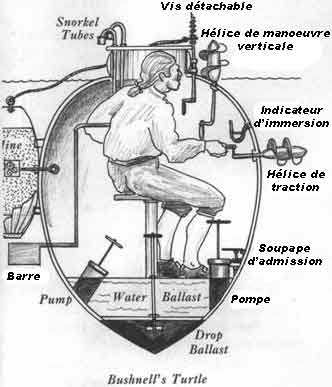 Vis détachable
Snorkel
Tubes
Hélice de manoeuvre
verticale
Indicateur
d'immersion
Mine
Hélice de
traction
Soupape
d'admission
Barre
Pump
Water
Ballast
Pompe
Drop
Ballast
Bushnell's Turtle